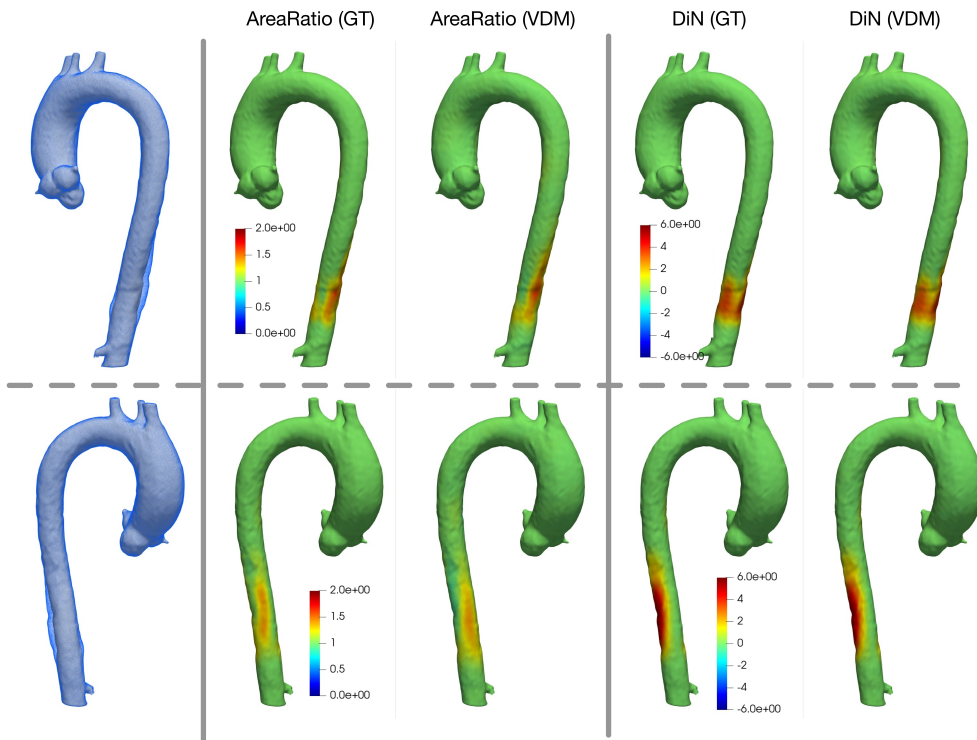 AreaRatio (GT)
AreaRatio (VDM)
DiN (GT)
DiN (VDM)
2.0e+00
1.5
1
0.5
0.0e+00
6.0e+00
4
2
0
-2
-4
-6.0e+00
2.0e+00
1.5
1
0.5
0.0e+00
6.0e+00
4
2
0
-2
-4
-6.0e+00